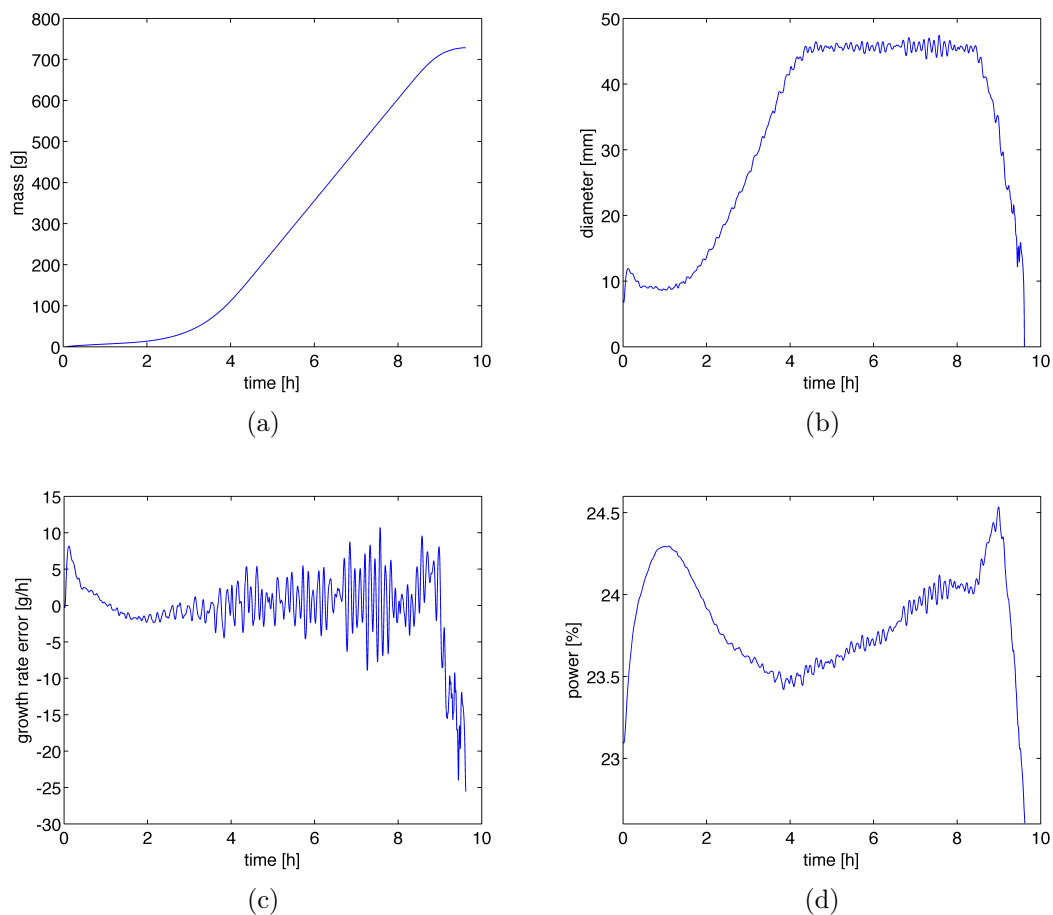 800
700
600
500
400
300
200
100
0
mass [g]
0 2 4 6 8 10
time [h]
(a)
50
40
30
20
10
0
diameter [mm]
0 2 4 6 8 10
time [h]
(b)
15
10
5
0
-5
-10
-15
-20
-25
-30
growth rate error [g/h]
0 2 4 6 8 10
time [h]
(c)
24.5
24
23.5
23
power [%]
0 2 4 6 8 10
time [h]
(d)